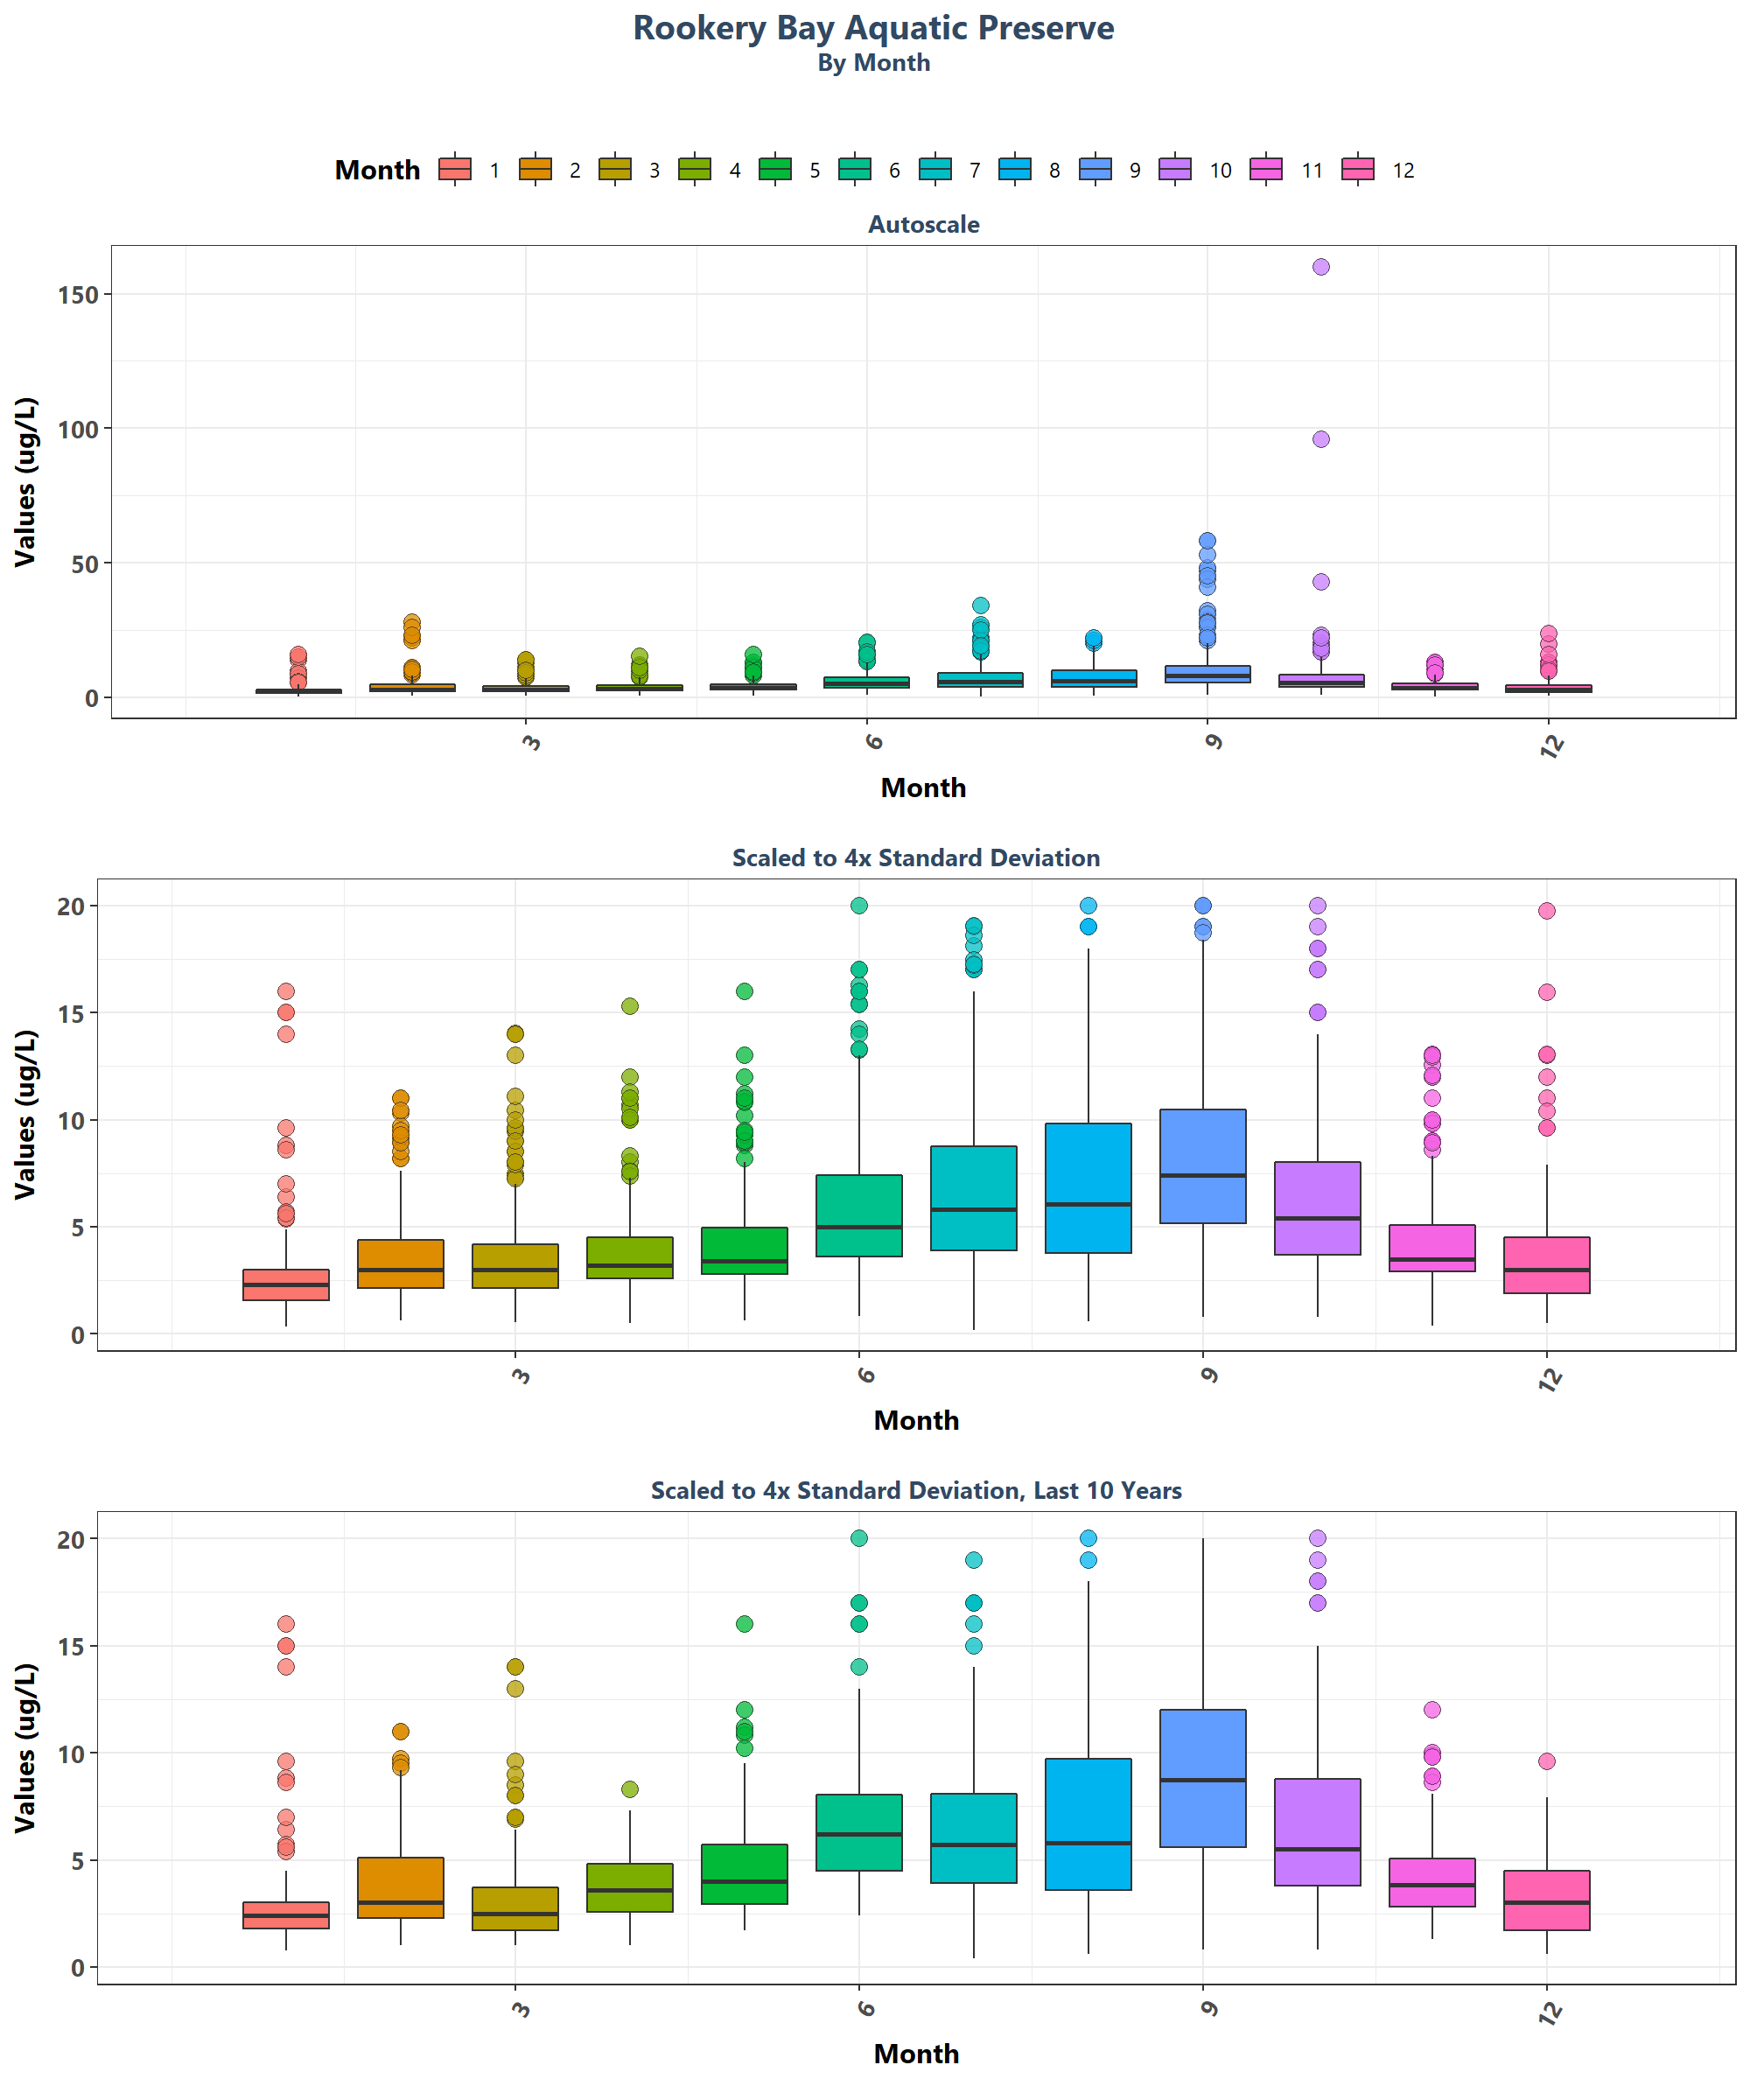 Rookery Bay Aquatic Preserve
By Month
Month 1 2 3 4 5 6 7 8 9 10 11 12
Autoscale
Values (ug/L)
150
100
50
0
3 6 9 12
Month
Scaled to 4x Standard Deviation
Values (ug/L)
20
15
10
5
0
3 6 9 12
Month
Scaled to 4x Standard Deviation, Last 10 Years
Values (ug/L)
20
15
10
5
0
3 6 9 12
Month